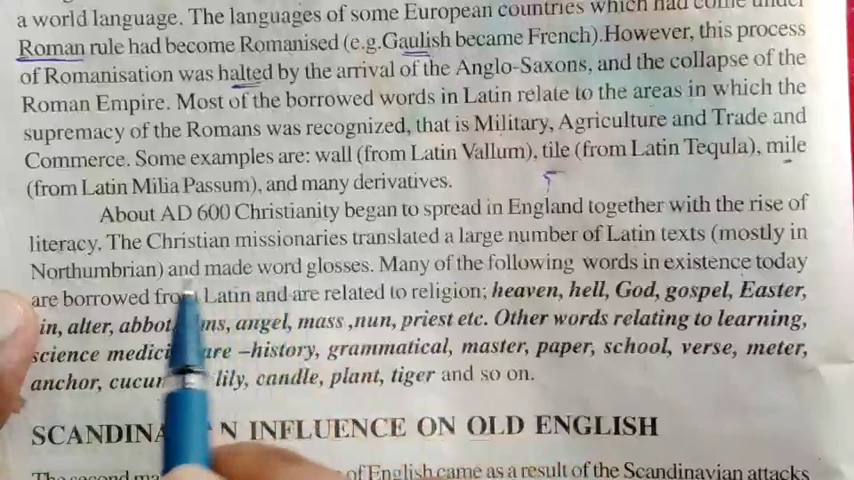 a world language. The languages of some European countries which had come under
Roman rule had become Romanised (e.g.Gaulish became French).However, this process
of Romanisation was halted by the arrival of the Anglo-Saxons, and the collapse of the
Roman Empire. Most of the borrowed words in Latin relate to the areas in which the
supremacy of the Romans was recognized, that is Military, Agriculture and Trade and
Commerce. Some examples are: wall (from Latin Vallum), tile (from Latin Tequla), mile
(from Latin Milia Passum), and many derivatives.
About AD 600 Christianity began to spread in England together with the rise of
literacy. The Christian missionaries translated a large number of Latin texts (mostly in
Northumbrian) and made word glosses. Many of the following words in existence today
are borrowed from Latin and are related to religion; heaven, hell, God, gospel, Easter,
in, alter, abbot, ms, angel, mass ,nun, priest etc. Other words relating to learning,
science medici are –history, grammatical, master, paper, school, verse, meter,
anchor, cucum lily, candle, plant, tiger and so on.
SCANDINA N INFLUENCE ON OLD ENGLISH
The second ma of English came as a result of the Scandinavian attacks